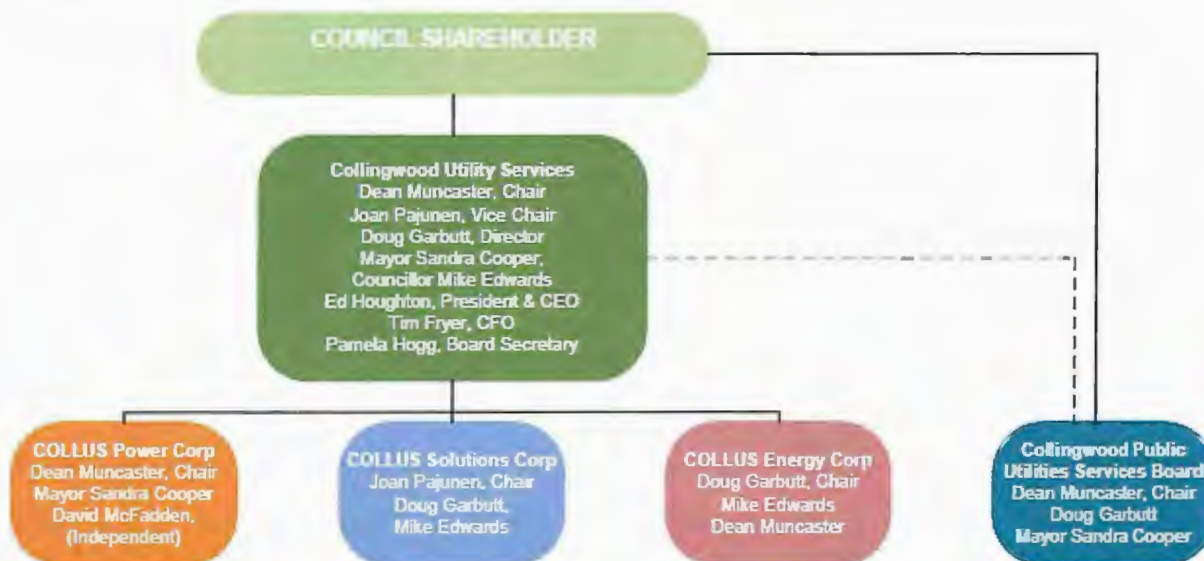 COUNCIL SHAREHOLDER
Collingwood Utility Services
Dean Muncaster, Chair
Joan Pajunen, Vice Chair
Doug Garbutt, Director
Mayor Sandra Cooper,
Councillor Mike Edwards
Ed Houghton, President & CEO
Tim Fryer, CFO
Pamela Hogg, Board Secretary
COLLUS Power Corp
Dean Muncaster, Chair
Mayor Sandra Cooper
David McFadden,
(Independent)
COLLUS Solutions Corp
Joan Pajunen, Chair
Doug Garbutt,
Mike Edwards
COLLUS Energy Corp
Doug Garbutt, Chair
Mike Edwards
Dean Muncaster
Collingwood Public
Utilities Services Board
Dean Muncaster, Chair
Doug Garbutt
Mayor Sandra Cooper